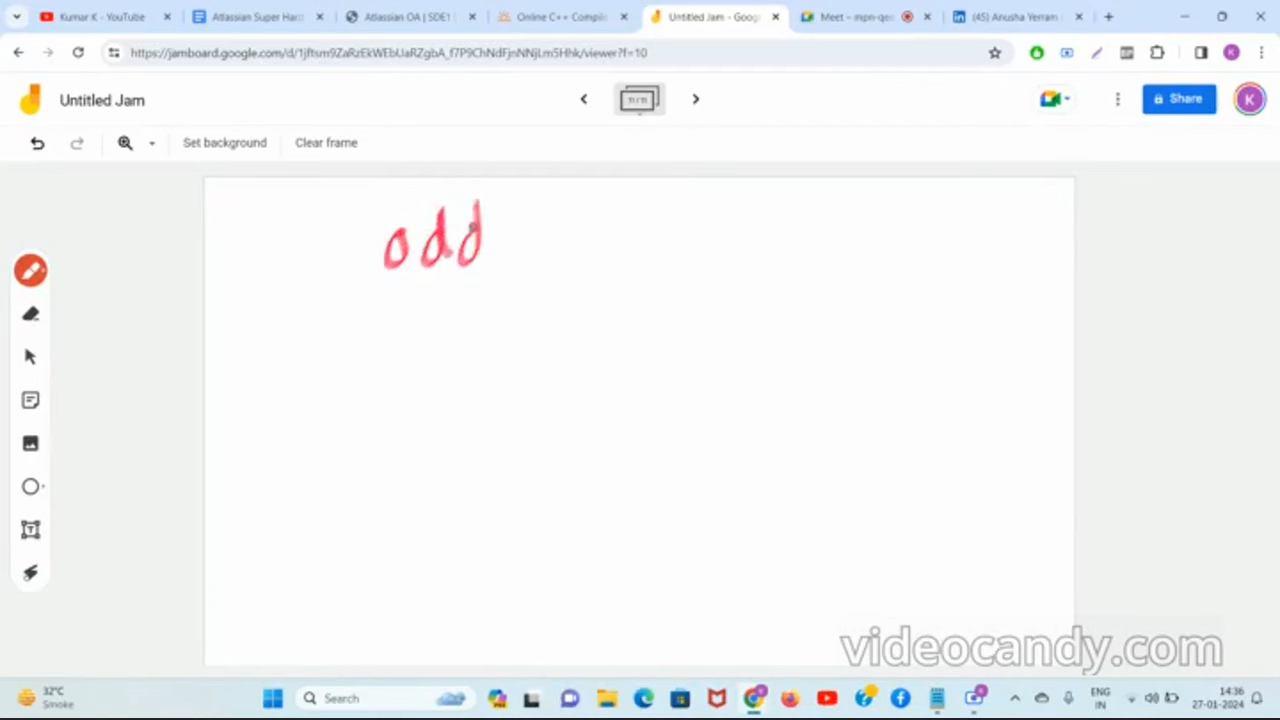 Kumar K - YouTube
Atlassian Super Hard
Atlassian OA | SDE1
Online C++ Compile
Untitled Jam - Goog
Meet – mpn-qe
(45) Anusha Yerram
Untitled Jam
Share
K
Set background
Clear frame
odd
videocandy.com
32°C
Smoke
Search
ENG
IN
14:36
27-01-2024